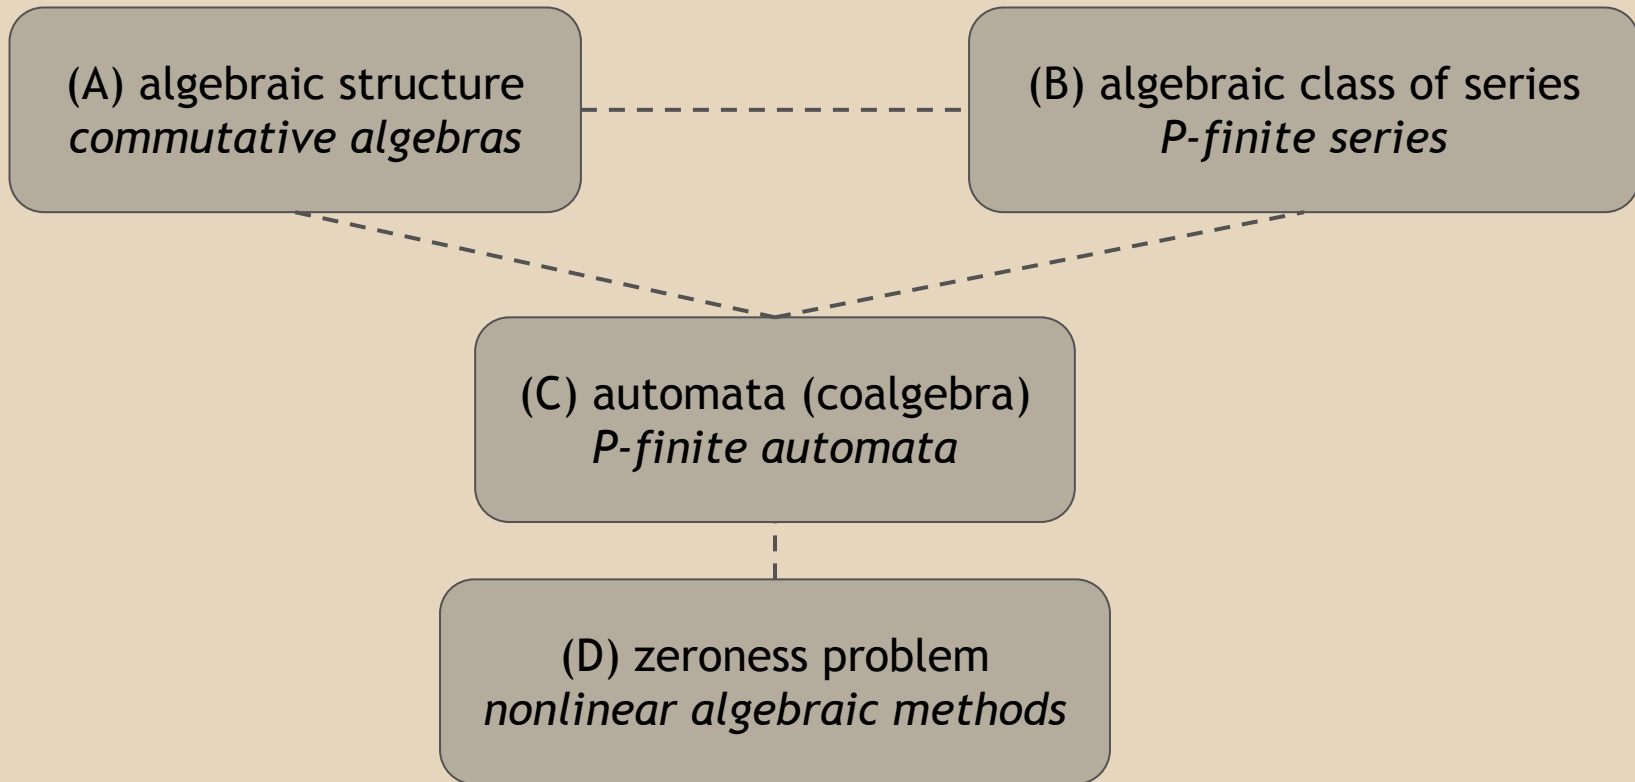 (A) algebraic structure
commutative algebras
(B) algebraic class of series
P-finite series
(C) automata (coalgebra)
P-finite automata
(D) zeroness problem
nonlinear algebraic methods